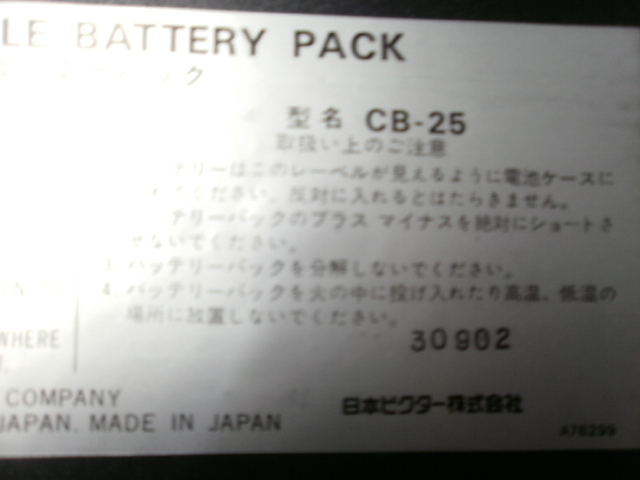 LE BATTERY PACK
ック
型名 CB-25
取扱い上のご注意
テリーはこのレーベルが見えるように電池ケースに
てください。反対に入れるとはたらきません。
テリーパックのプラス マイナスを絶対にショートさ
せないでください。
3. バッテリーパックを分解しないでください。
4. バッテリーパックを火の中に投げ入れたり高温、低温の
場所に放置しないでください。
WHERE
30902
COMPANY
日本ビクター株式会社
JAPAN. MADE IN JAPAN
A76299